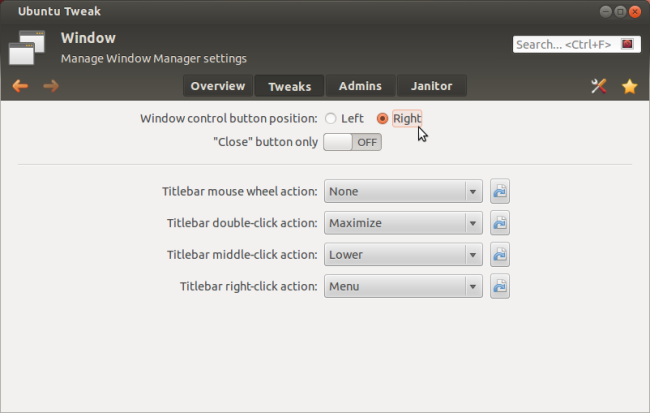 Ubuntu Tweak
Window
Manage Window Manager settings
Search... <Ctrl+F>
Overview Tweaks Admins Janitor
Window control button position: Left Right
"Close" button only OFF
Titlebar mouse wheel action: None
Titlebar double-click action: Maximize
Titlebar middle-click action: Lower
Titlebar right-click action: Menu